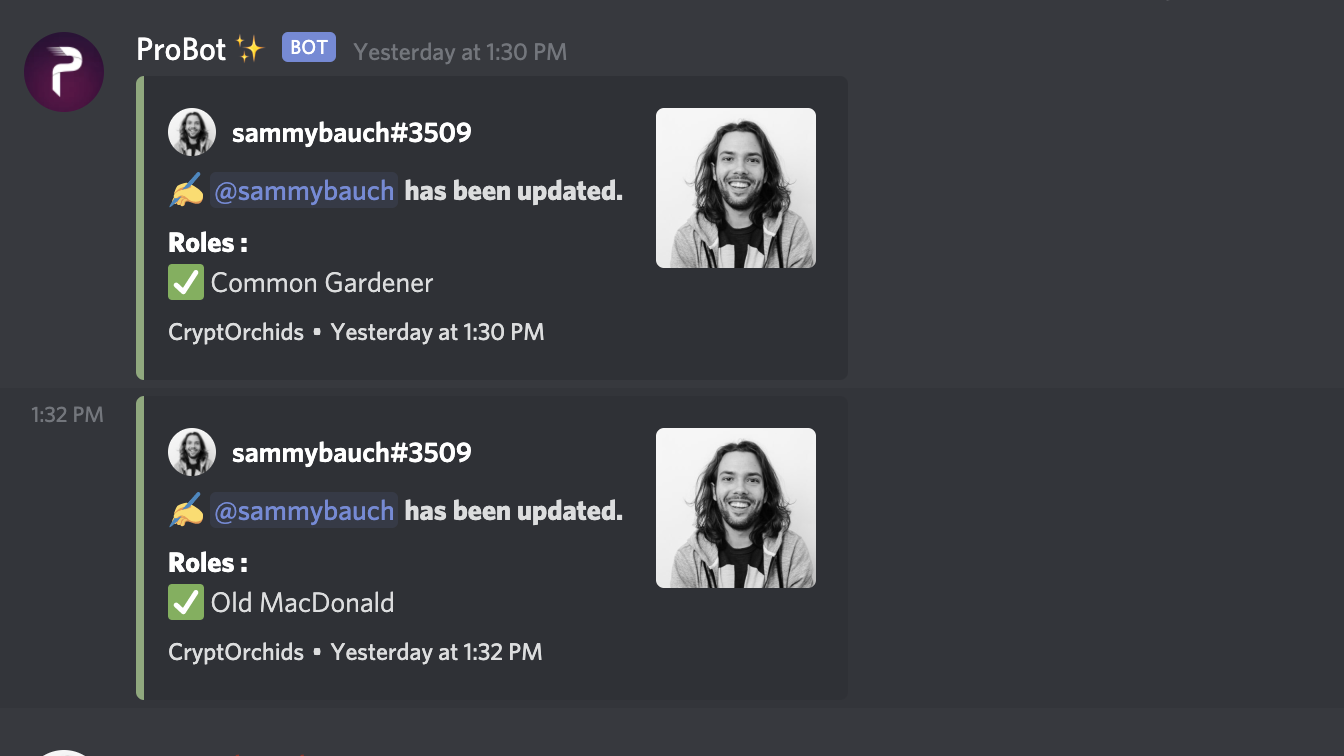 ProBot ✨ BOT Yesterday at 1:30 PM
sammybauch#3509
✍️ @sammybauch has been updated.
Roles :
✅ Common Gardener
CryptOrchids • Yesterday at 1:30 PM
1:32 PM
sammybauch#3509
✍️ @sammybauch has been updated.
Roles :
✅ Old MacDonald
CryptOrchids • Yesterday at 1:32 PM